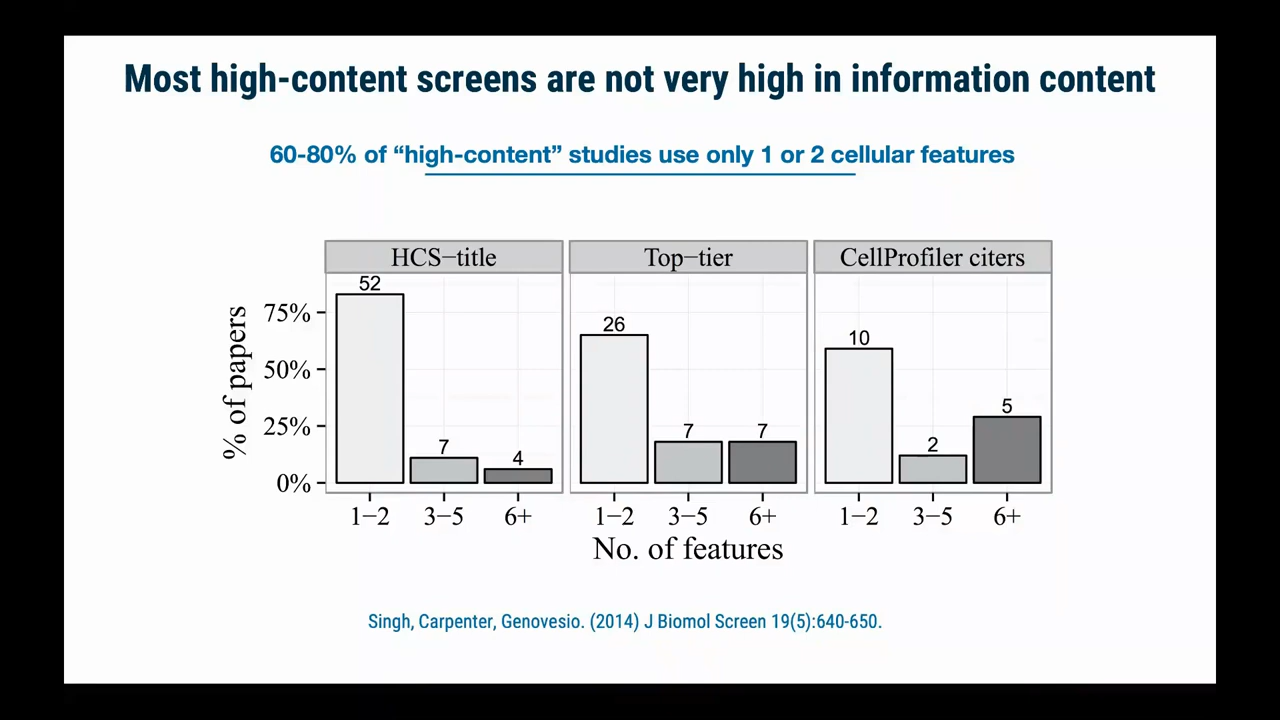 Most high-content screens are not very high in information content
60-80% of “high-content” studies use only 1 or 2 cellular features
HCS−title
Top−tier
CellProfiler citers
% of papers
75%
50%
25%
0%
52
7
4
26
7
7
10
2
5
1−2
3−5
6+
1−2
3−5
6+
1−2
3−5
6+
No. of features
Singh, Carpenter, Genovesio. (2014) J Biomol Screen 19(5):640-650.